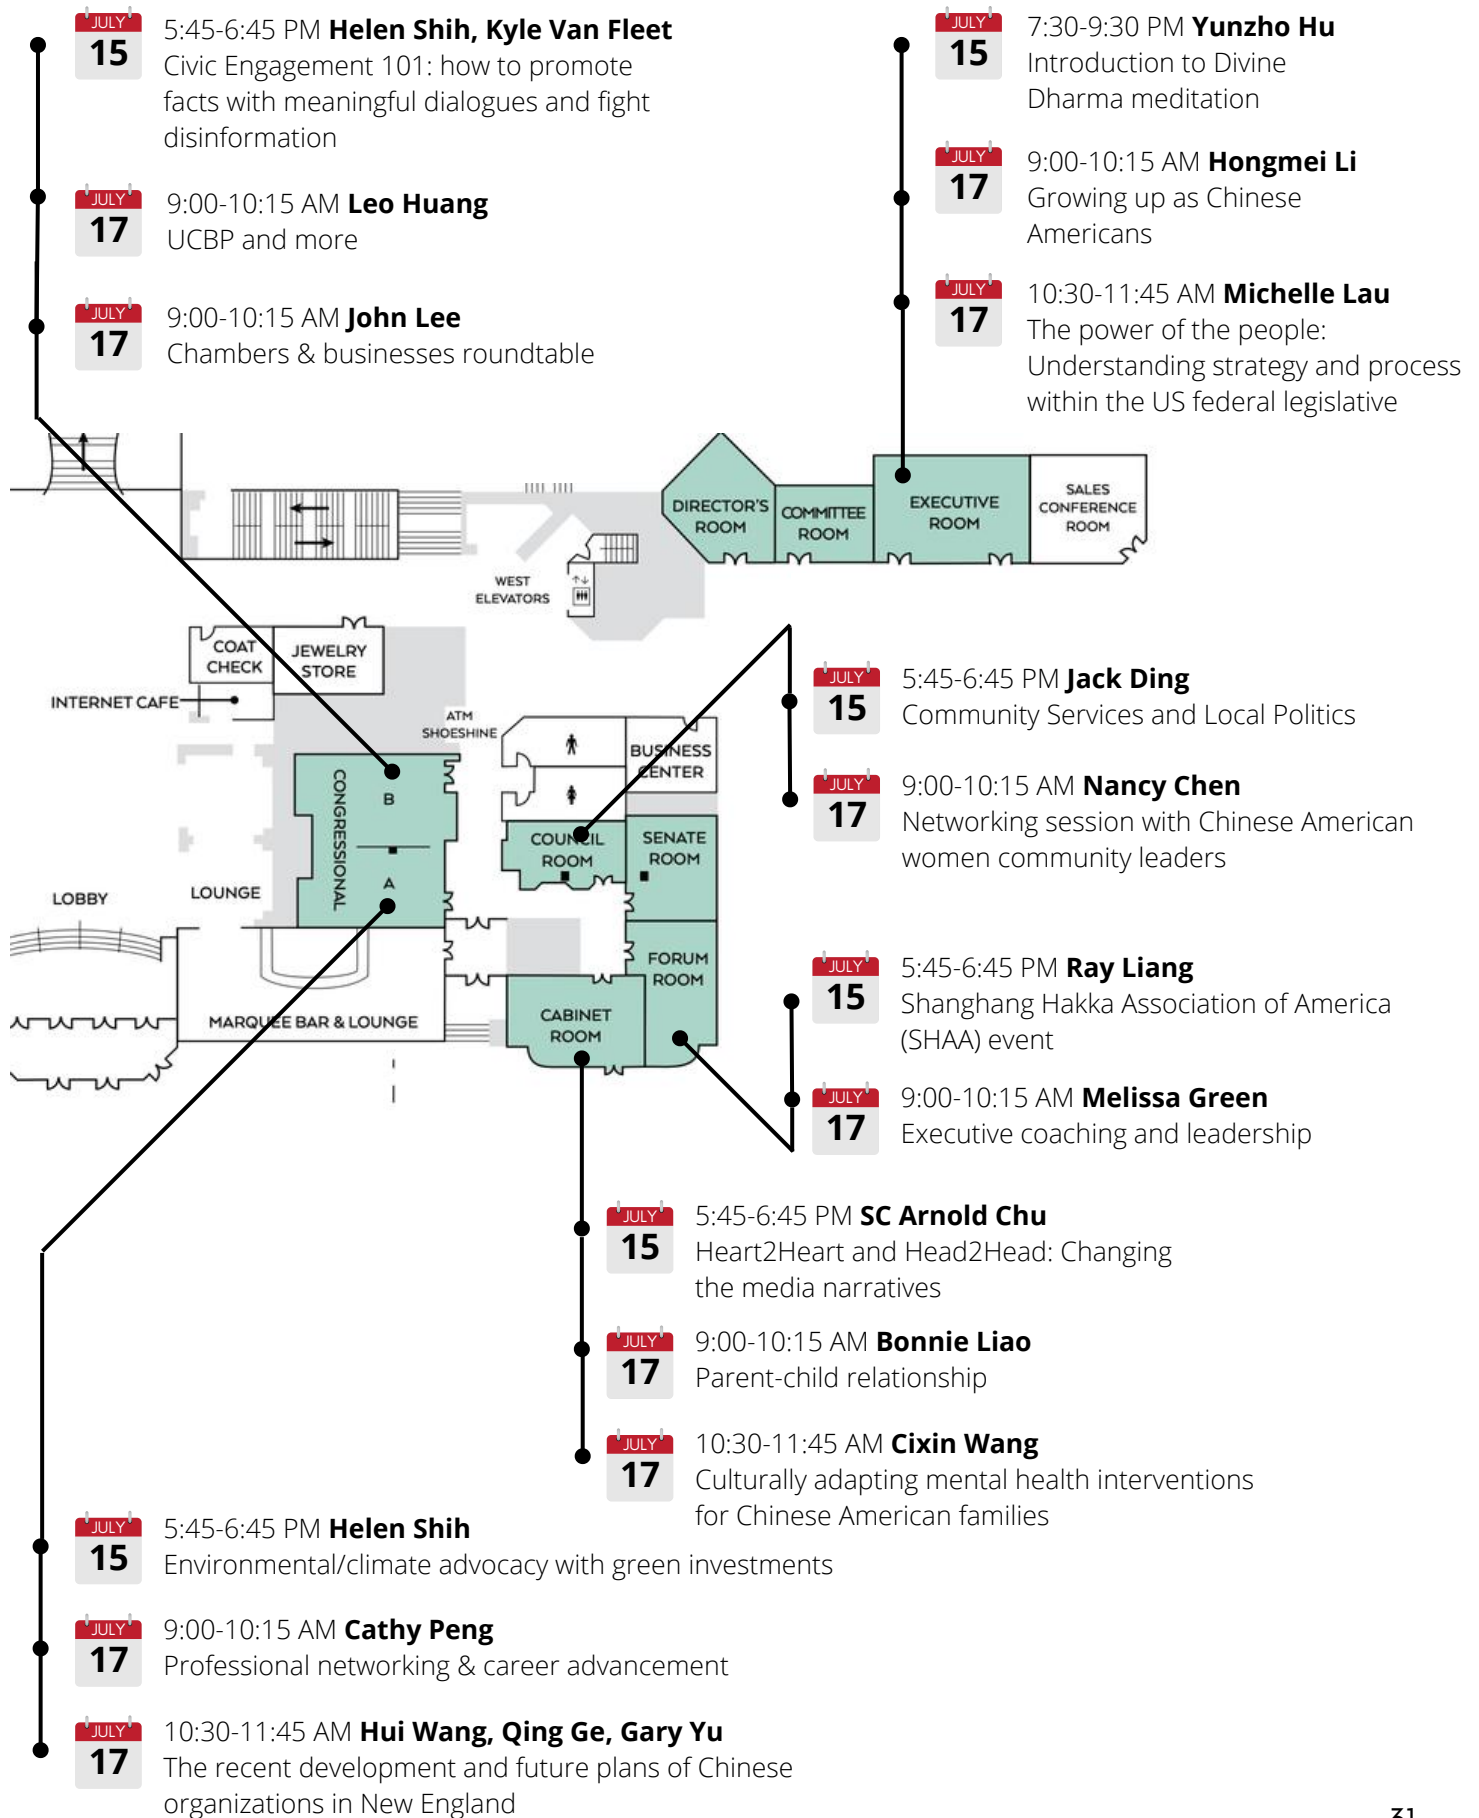 JULY
15
5:45-6:45 PM Helen Shih, Kyle Van Fleet
Civic Engagement 101: how to promote
facts with meaningful dialogues and fight
disinformation
JULY
17
9:00-10:15 AM Leo Huang
UCBP and more
JULY
17
9:00-10:15 AM John Lee
Chambers & businesses roundtable
JULY
15
7:30-9:30 PM Yunzho Hu
Introduction to Divine
Dharma meditation
JULY
17
9:00-10:15 AM Hongmei Li
Growing up as Chinese
Americans
JULY
17
10:30-11:45 AM Michelle Lau
The power of the people:
Understanding strategy and process
within the US federal legislative
DIRECTOR'S
ROOM
COMMITTEE
ROOM
EXECUTIVE
ROOM
SALES
CONFERENCE
ROOM
WEST
ELEVATORS
COAT
CHECK
JEWELRY
STORE
INTERNET CAFE
ATM
SHOESHINE
BUSINESS
CENTER
CONGRESSIONAL
B
A
COUNCIL
ROOM
SENATE
ROOM
LOBBY
LOUNGE
FORUM
ROOM
CABINET
ROOM
MARQUEE BAR & LOUNGE
JULY
15
5:45-6:45 PM Jack Ding
Community Services and Local Politics
JULY
17
9:00-10:15 AM Nancy Chen
Networking session with Chinese American
women community leaders
JULY
15
5:45-6:45 PM Ray Liang
Shanghang Hakka Association of America
(SHAA) event
JULY
17
9:00-10:15 AM Melissa Green
Executive coaching and leadership
JULY
15
5:45-6:45 PM SC Arnold Chu
Heart2Heart and Head2Head: Changing
the media narratives
JULY
17
9:00-10:15 AM Bonnie Liao
Parent-child relationship
JULY
17
10:30-11:45 AM Cixin Wang
Culturally adapting mental health interventions
for Chinese American families
JULY
15
5:45-6:45 PM Helen Shih
Environmental/climate advocacy with green investments
JULY
17
9:00-10:15 AM Cathy Peng
Professional networking & career advancement
JULY
17
10:30-11:45 AM Hui Wang, Qing Ge, Gary Yu
The recent development and future plans of Chinese
organizations in New England
31